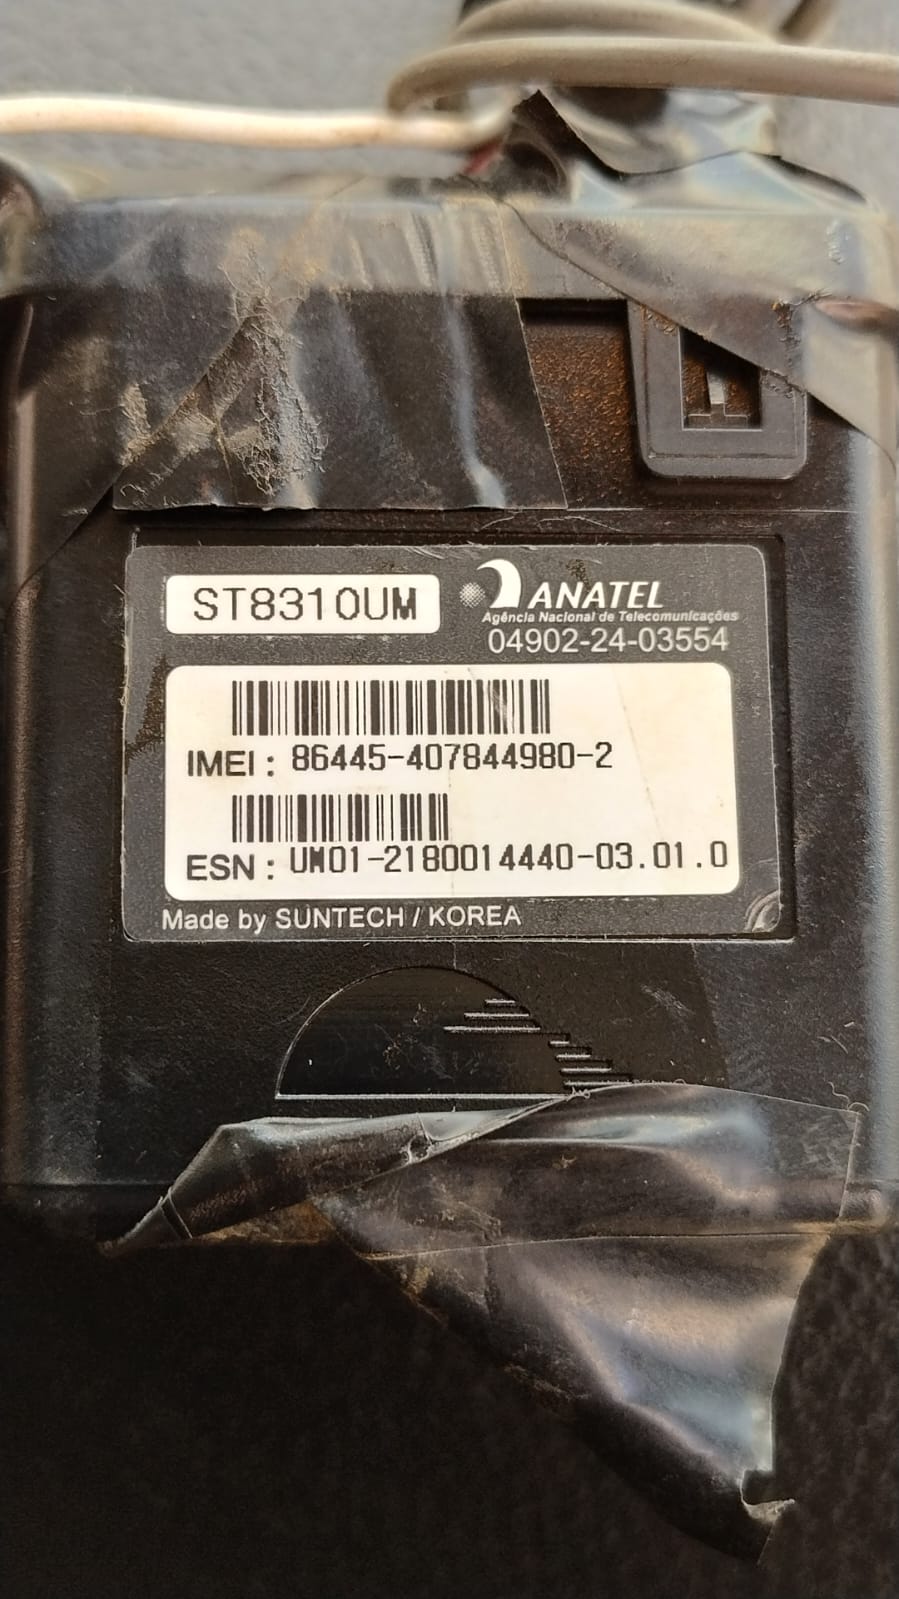 ST8310UM
ANATEL
Agência Nacional de Telecomunicações
04902-24-03554
IMEI : 86445-407844980-2
ESN : UM01-2180014440-03.01.0
Made by SUNTECH / KOREA